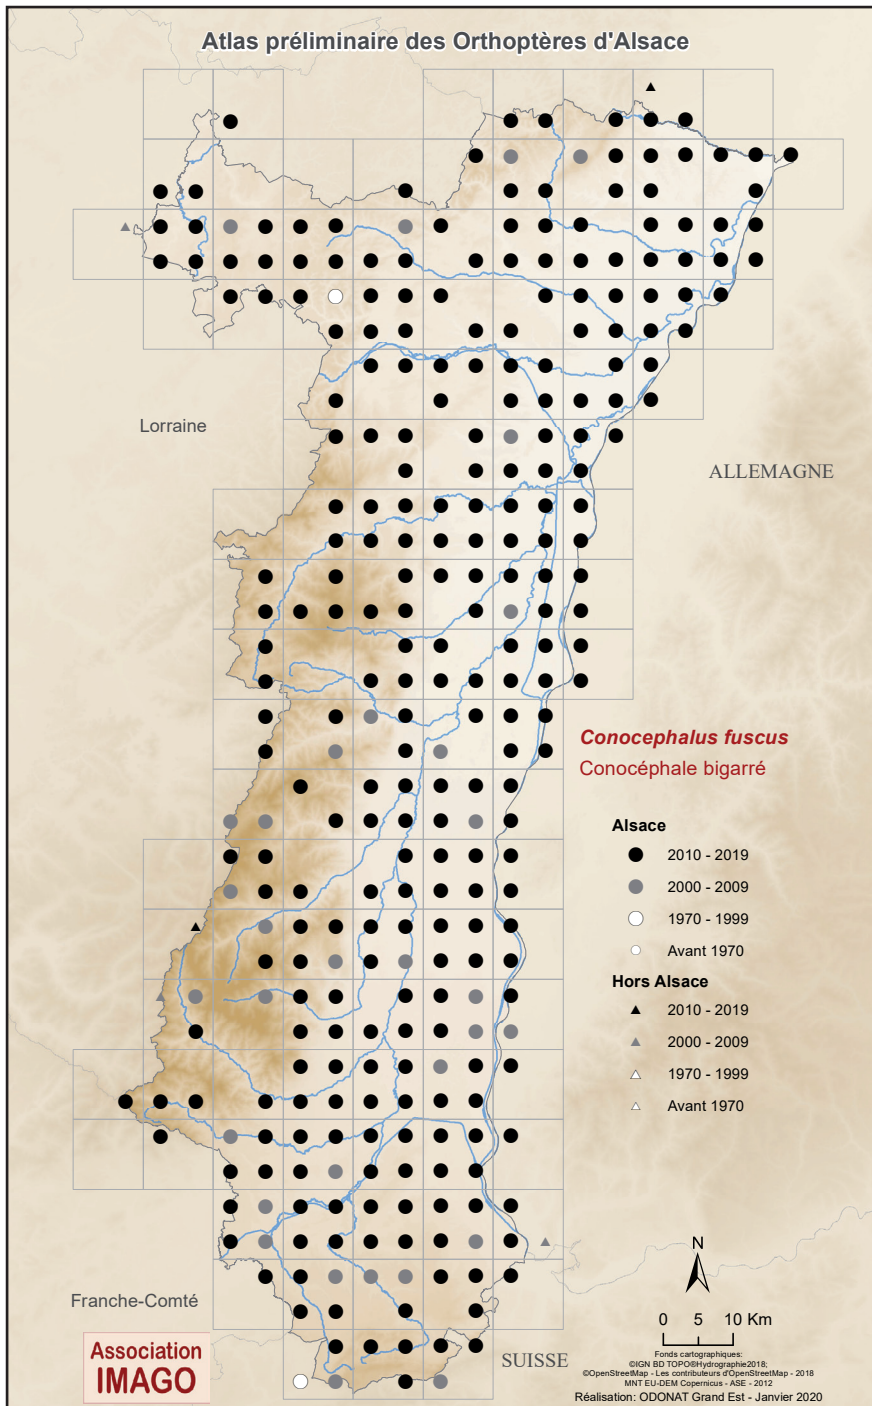 Atlas préliminaire des Orthoptères d'Alsace
Lorraine
ALLEMAGNE
Conocephalus fuscus
Conocéphale bigarré
Alsace
2010 - 2019
2000 - 2009
1970 - 1999
Avant 1970
Hors Alsace
2010 - 2019
2000 - 2009
1970 - 1999
Avant 1970
N
0 5 10 Km
Franche-Comté
SUISSE
Association
IMAGO
Fonds cartographiques:
©IGN BD TOPO®Hydrographie2018;
©OpenStreetMap - Les contributeurs d'OpenStreetMap - 2018
MNT EU-DEM Copernicus - ASE - 2012
Réalisation: ODONAT Grand Est - Janvier 2020